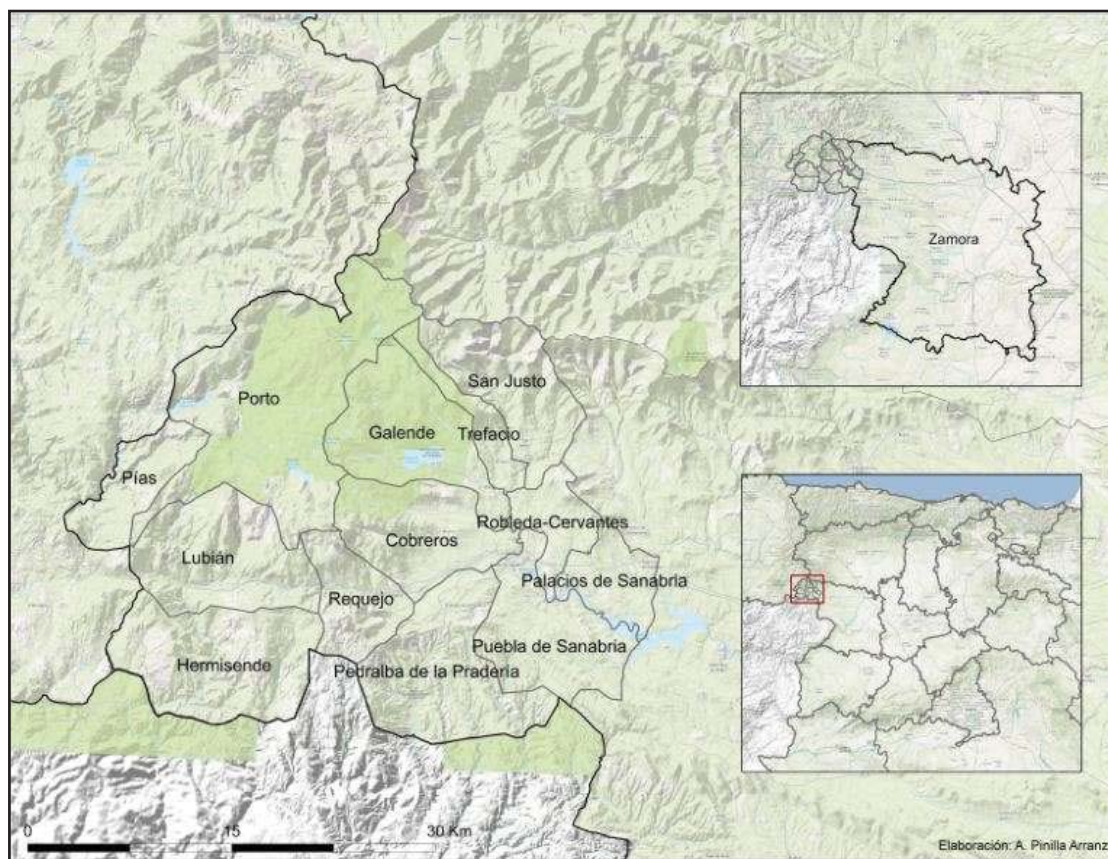 Zamora
San Justo
Porto
Galende
Trefacio
Pías
Robleda-Cervantes
Cobreros
Lubián
Palacios de Sanabria
Requejo
Puebla de Sanabria
Hermisende
Pedralba de la Pradería
0 15 30 Km
Elaboración: A. Pinilla Arranz